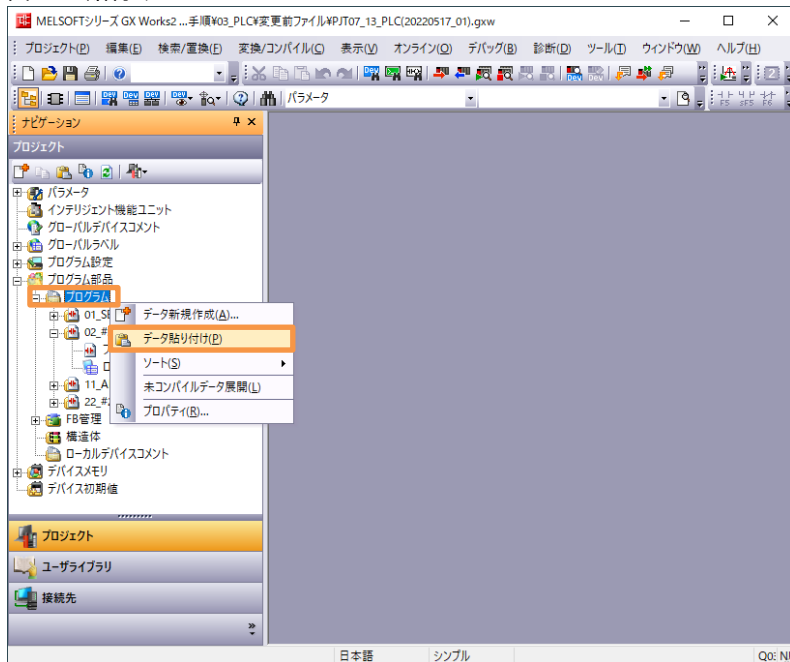 MELSOFTシリーズ GX Works2 ...手順¥03_PLC¥変更前ファイル¥PJT07_13_PLC(20220517_01).gxw
プロジェクト(P) 編集(E) 検索/置換(F) 変換/コンパイル(C) 表示(V) オンライン(O) デバッグ(B) 診断(D) ツール(T) ウィンドウ(W) ヘルプ(H)
パラメータ
ナビゲーション
プロジェクト
パラメータ
インテリジェント機能ユニット
グローバルデバイスコメント
グローバルラベル
プログラム設定
プログラム部品
プログラム
01_SE
データ新規作成(A)...
02_#
データ貼り付け(P)
ソート(S)
11_A
未コンパイルデータ展開(L)
22_#
プロパティ(R)...
FB管理
構造体
ローカルデバイスコメント
デバイスメモリ
デバイス初期値
プロジェクト
ユーザライブラリ
接続先
日本語 シンプル